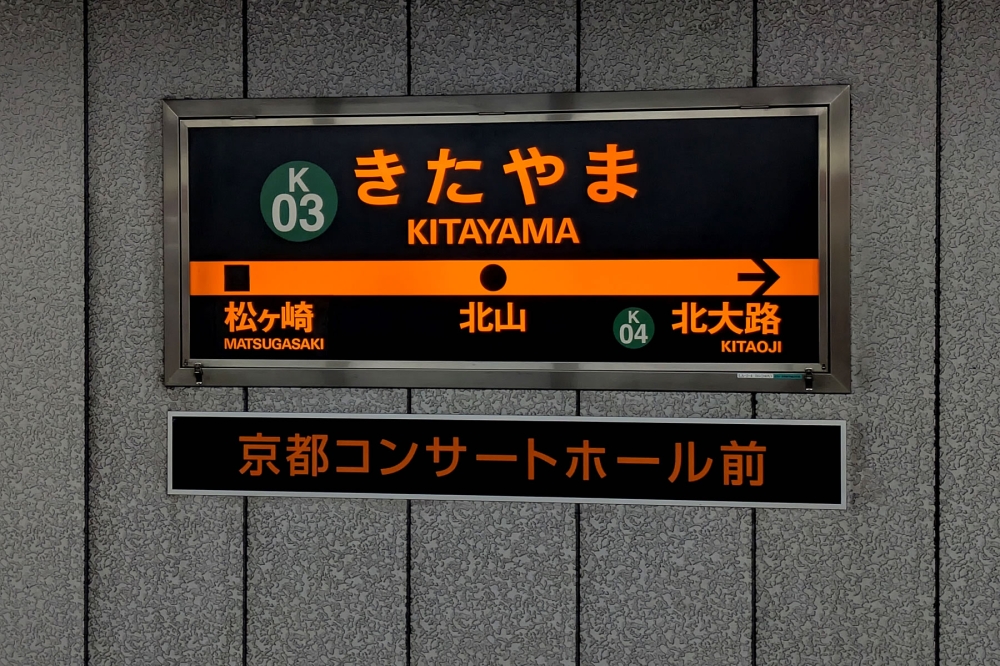 K
03
きたやま
KITAYAMA
松ヶ崎
北山
K
04
北大路
MATSUGASAKI
KITAOJI
京都コンサートホール前